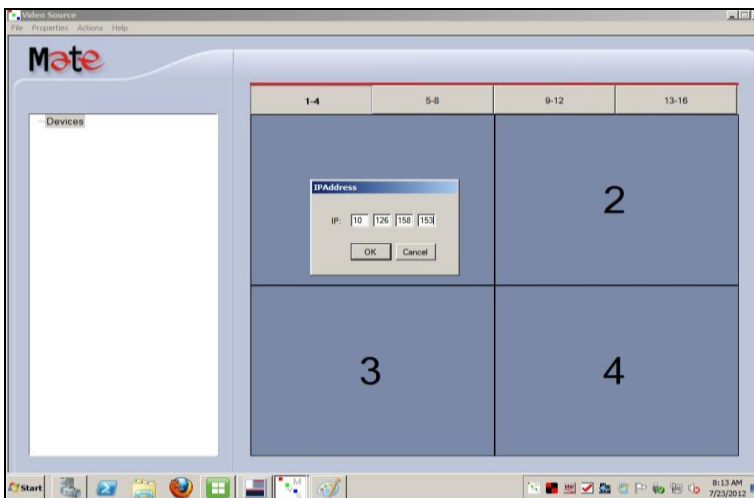 Video Source
File Properties Actions Help
Mate
1-4 5-8 9-12 13-16
Devices
IPAddress
2
IP: 10 126 158 153
OK Cancel
3 4
M
Start
8:13 AM
7/23/2012